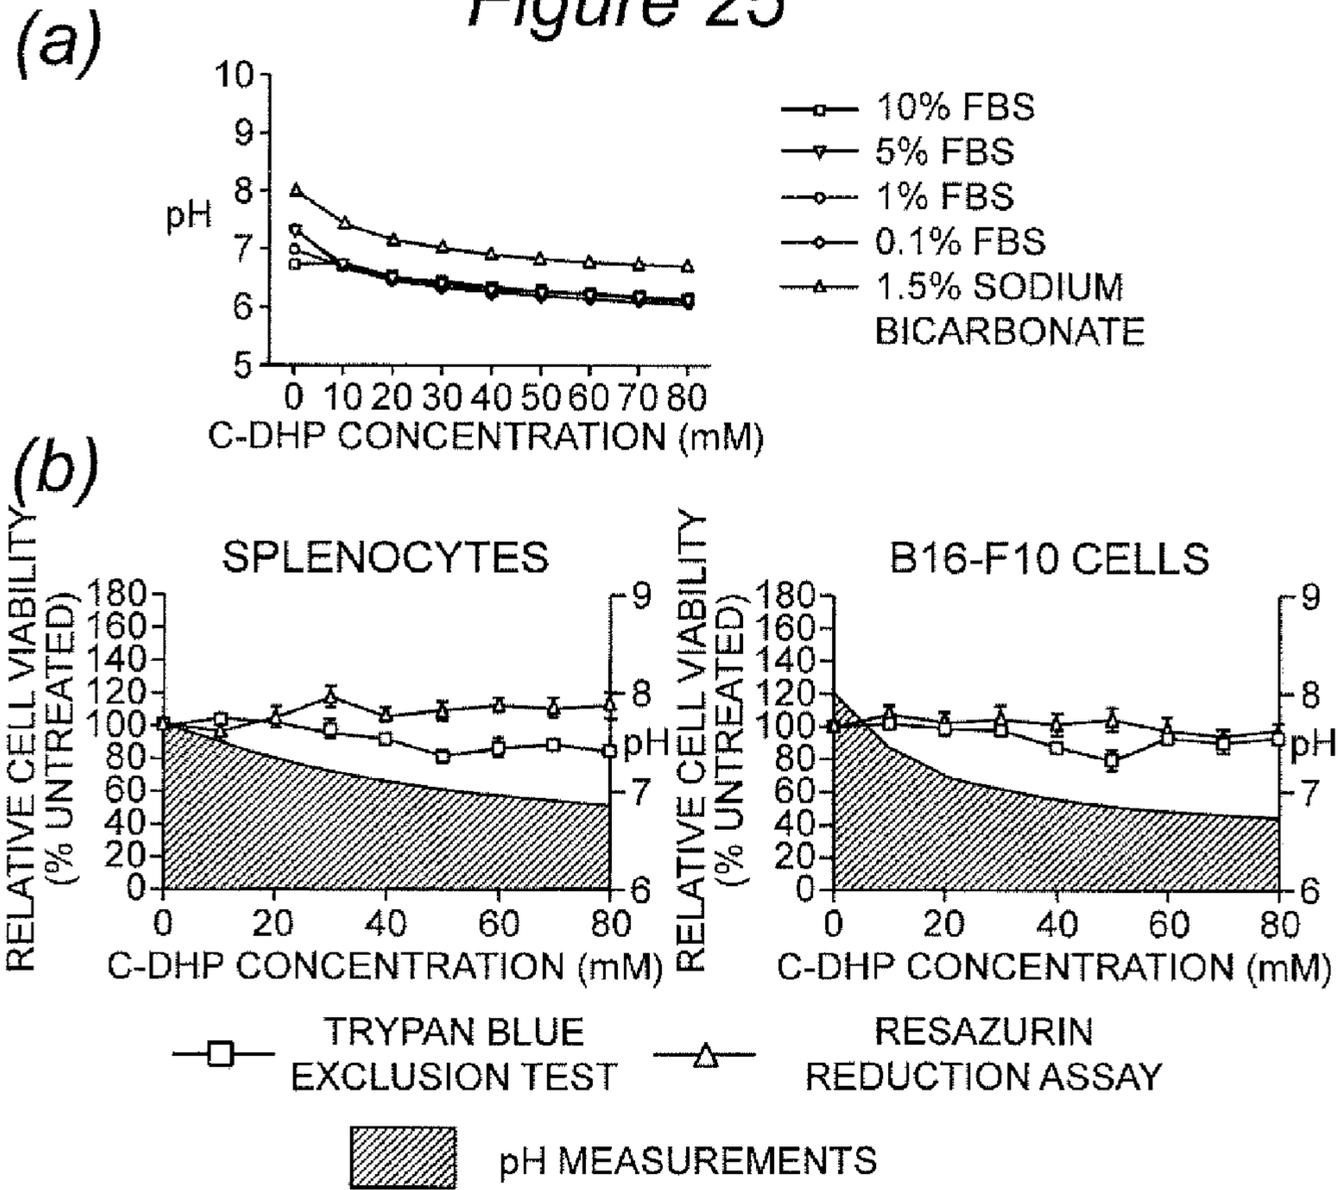 Figure 25
(a)
10
9
8
7
6
5
pH
0 10 20 30 40 50 60 70 80
C-DHP CONCENTRATION (mM)
10% FBS
5% FBS
1% FBS
0.1% FBS
1.5% SODIUM
BICARBONATE
(b)
SPLENOCYTES
RELATIVE CELL VIABILITY
(% UNTREATED)
180
160
140
120
100
80
60
40
20
0
9
8
pH
7
6
0 20 40 60 80
C-DHP CONCENTRATION (mM)
B16-F10 CELLS
RELATIVE CELL VIABILITY
(% UNTREATED)
180
160
140
120
100
80
60
40
20
0
9
8
pH
7
6
0 20 40 60 80
C-DHP CONCENTRATION (mM)
TRYPAN BLUE
EXCLUSION TEST
RESAZURIN
REDUCTION ASSAY
pH MEASUREMENTS